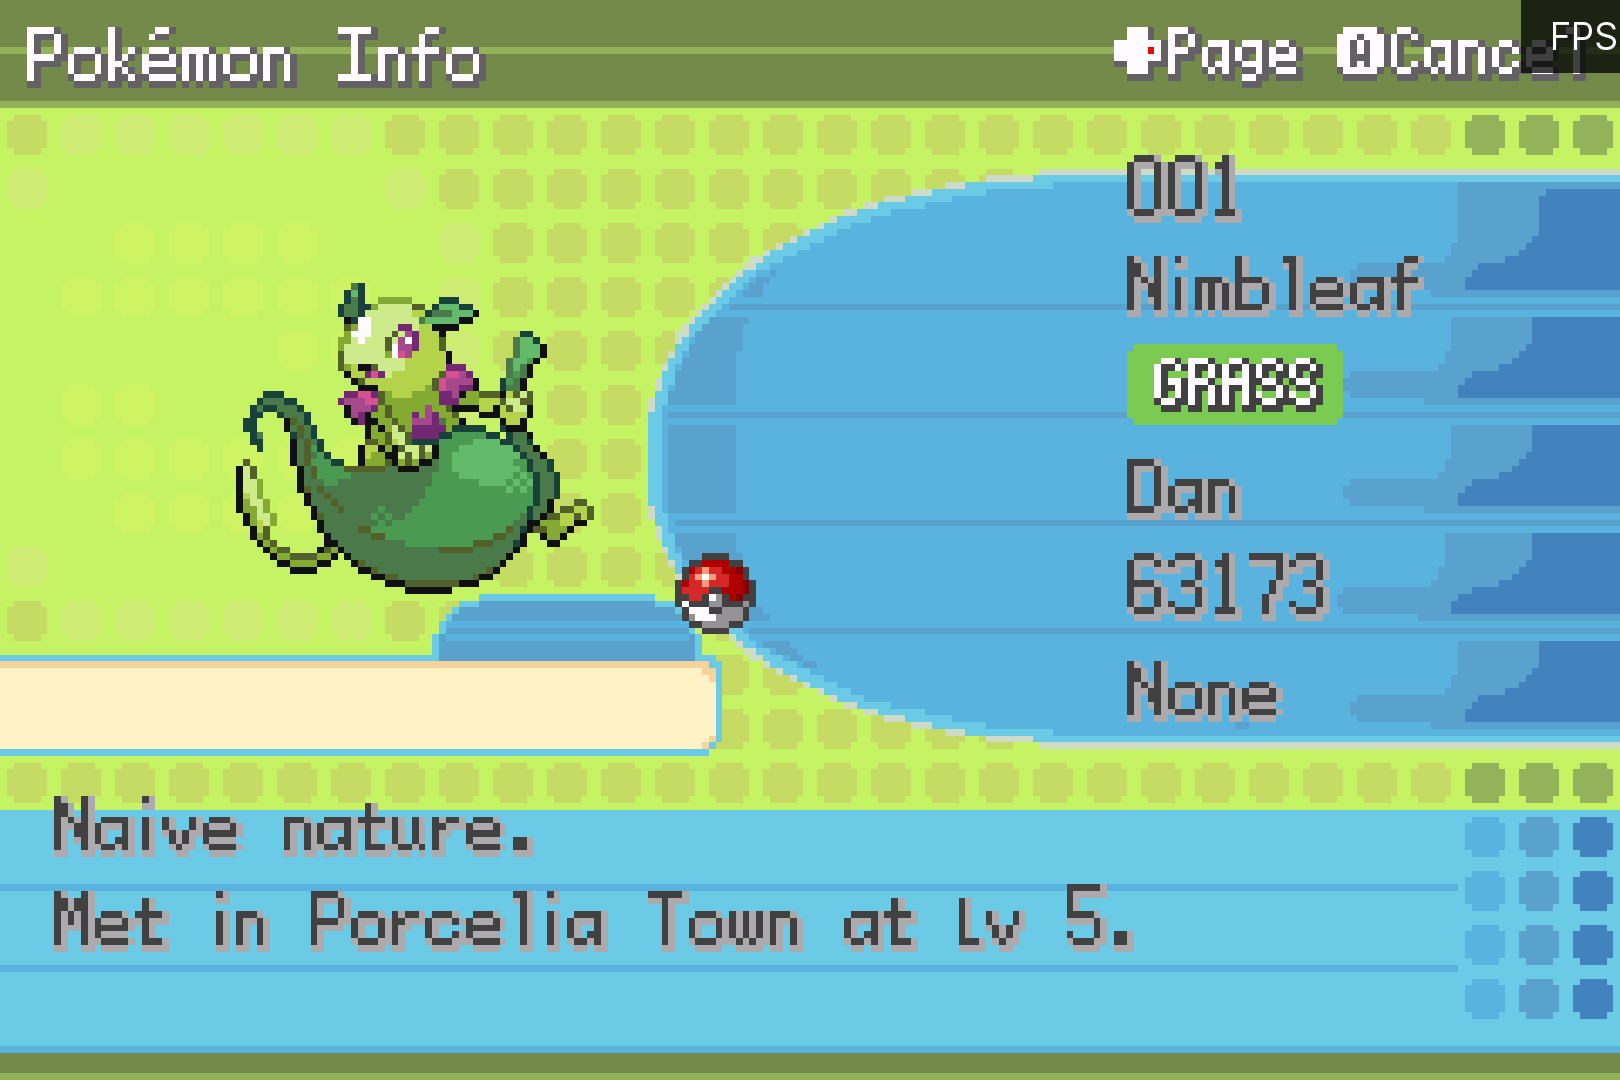 Pokémon Info
Page ACancel
FPS
001
Nimbleaf
GRASS
Dan
63173
None
Naive nature.
Met in Porcelia Town at Lv 5.